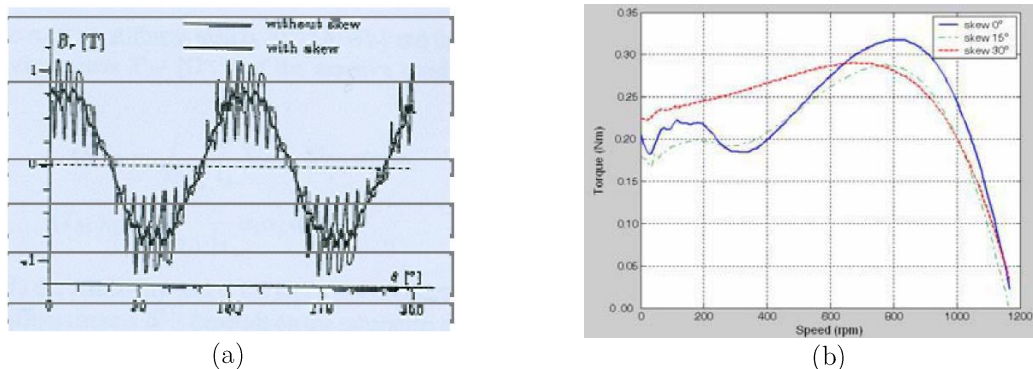 without skew
with skew
B_r [T]
1
0
-1
θ [°]
0
90
180
270
360
(a)
0.35
0.30
0.25
0.20
0.15
0.10
0.05
0.00
Torque (Nm)
skew 0°
skew 15°
skew 30°
0 200 400 600 800 1000 1200
Speed (rpm)
(b)